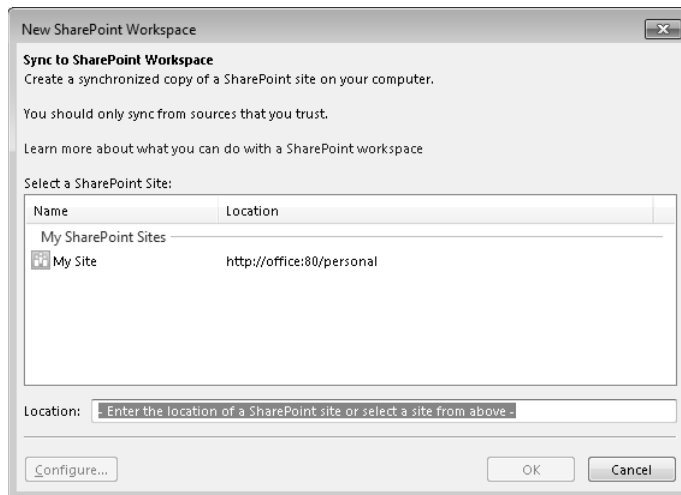 New SharePoint Workspace
Sync to SharePoint Workspace
Create a synchronized copy of a SharePoint site on your computer.
You should only sync from sources that you trust.
Learn more about what you can do with a SharePoint workspace
Select a SharePoint Site:
Name Location
My SharePoint Sites
My Site http://office:80/personal
Location: - Enter the location of a SharePoint site or select a site from above -
Configure... OK Cancel